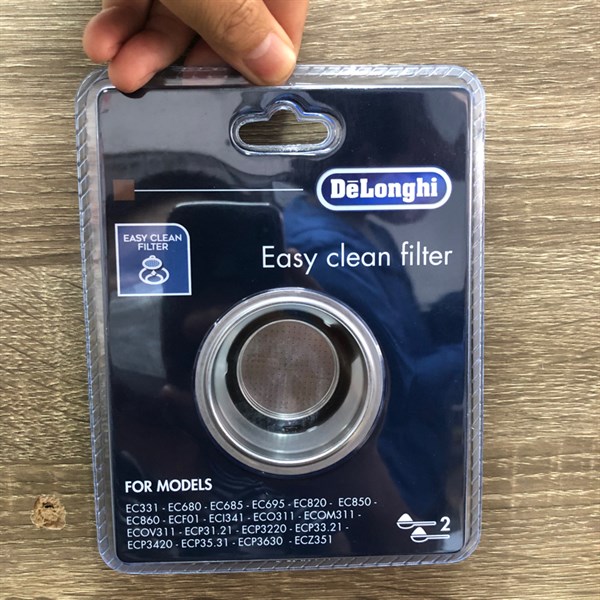 DeLonghi
EASY CLEAN
FILTER
Easy clean filter
FOR MODELS
EC331 - EC680 - EC685 - EC695 - EC820 - EC850 -
EC860 - ECF01 - ECI341 - ECO311 - ECOM311 -
ECOV311 - ECP31.21 - ECP3220 - ECP33.21 -
ECP3420 - ECP35.31 - ECP3630 - ECZ351
2